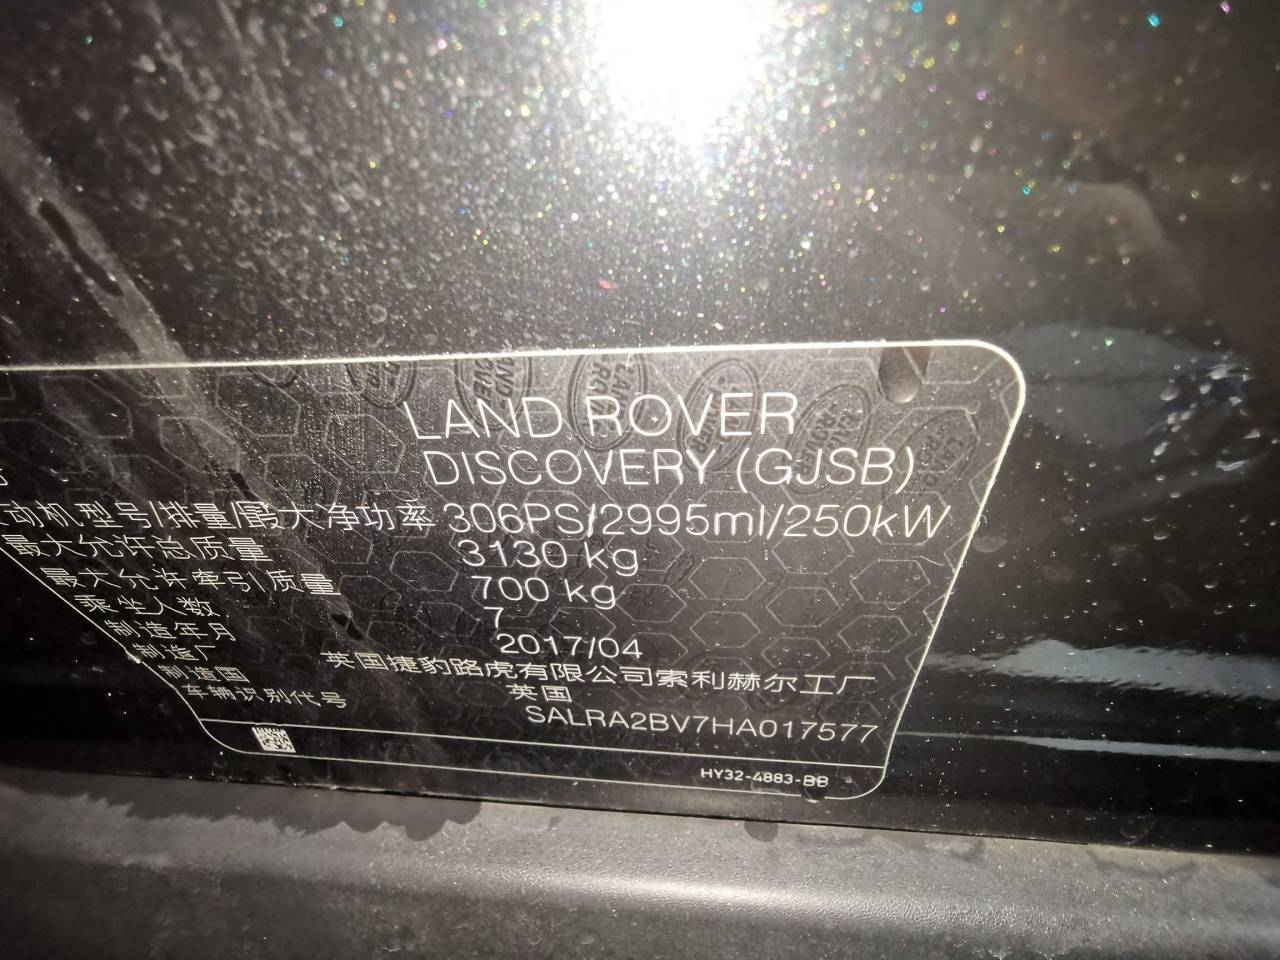 LAND ROVER
DISCOVERY (GJSB)
动机型号/排量/最大净功率 306PS/2995ml/250kW
最大允许总质量 3130 kg
最大允许牵引质量 700 kg
乘坐人数 7
制造年月 2017/04
制造厂 英国捷豹路虎有限公司索利赫尔工厂
制造国 英国
车辆识别代号 SALRA2BV7HA017577
HY32-4883-BB